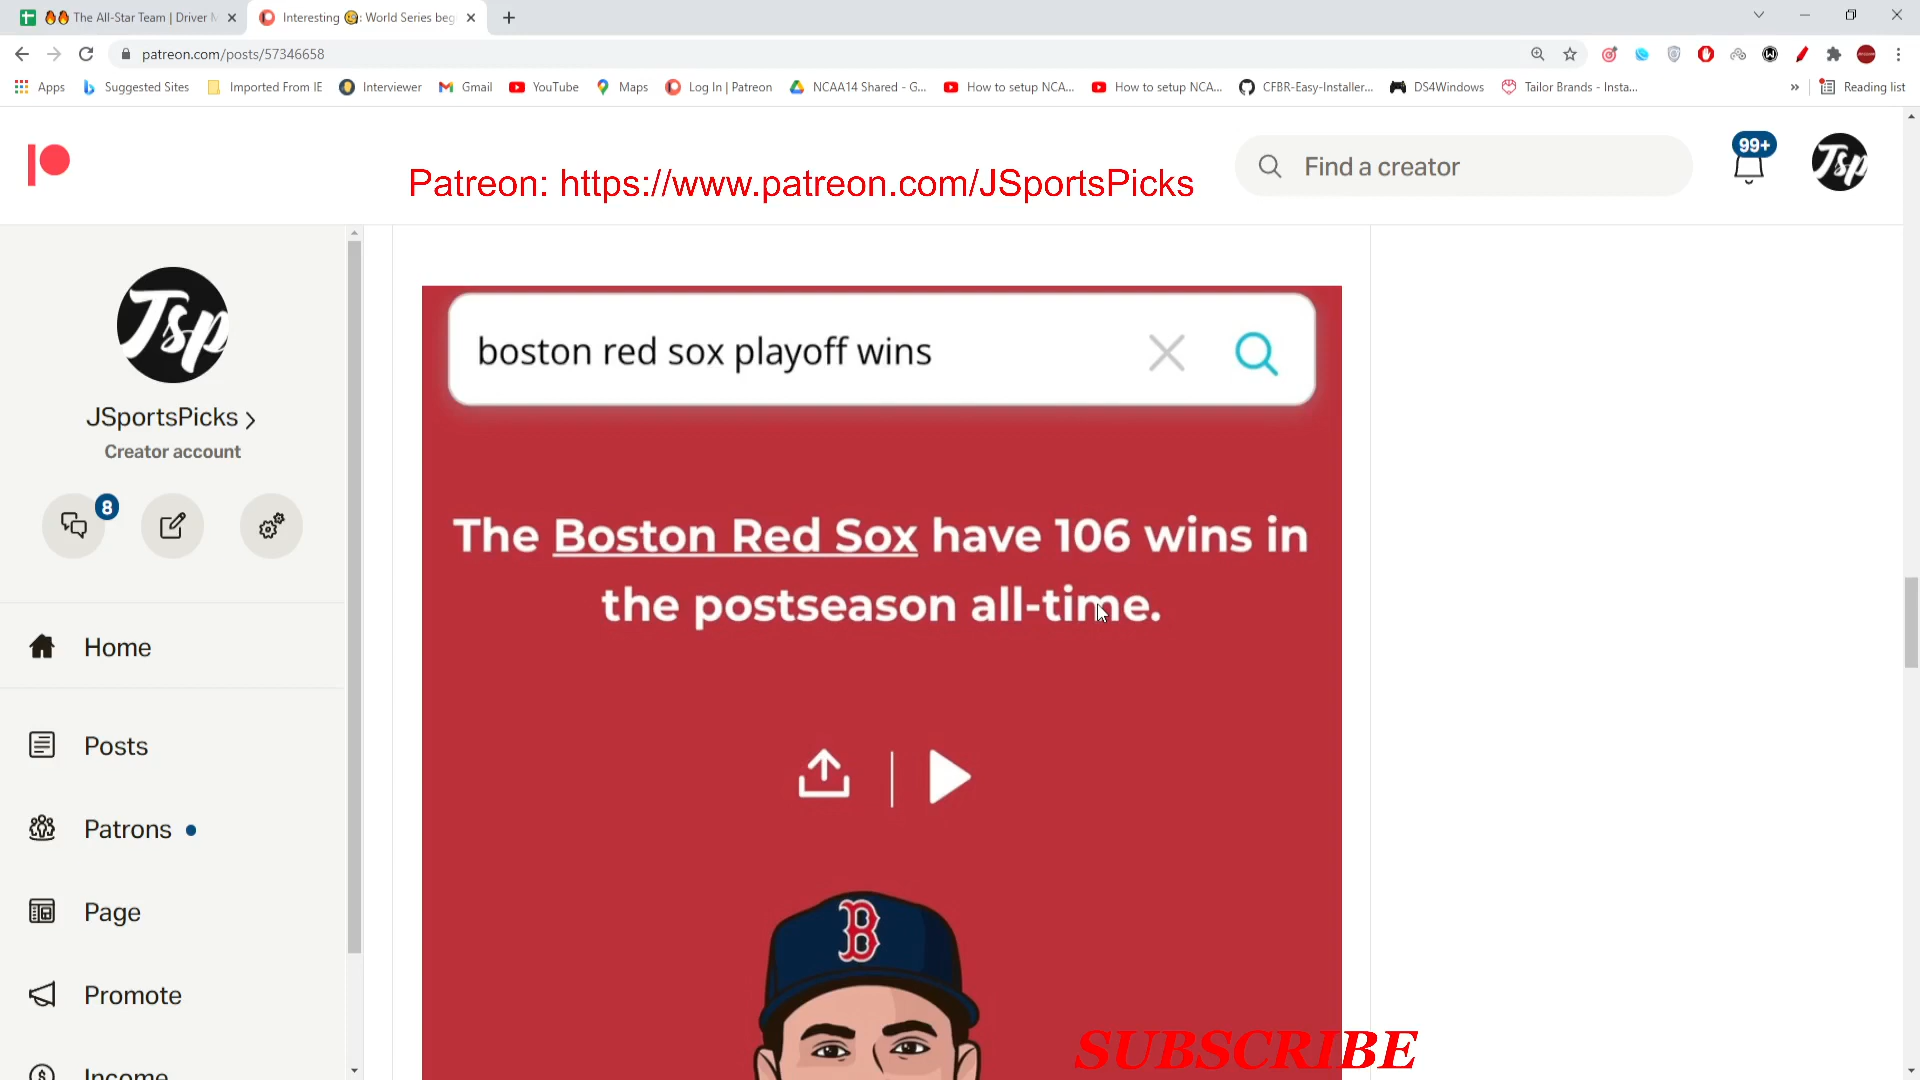 🔥🔥 The All-Star Team | Driver M
Interesting 🧐: World Series beg
patreon.com/posts/57346658
Apps
Suggested Sites
Imported From IE
Interviewer
Gmail
YouTube
Maps
Log In | Patreon
NCAA14 Shared - G...
How to setup NCA...
How to setup NCA...
CFBR-Easy-Installer...
DS4Windows
Tailor Brands - Insta...
»
Reading list
Patreon: https://www.patreon.com/JSportsPicks
Find a creator
99+
Jsp
Jsp
JSportsPicks
Creator account
8
Home
Posts
Patrons
Page
Promote
Income
boston red sox playoff wins
The Boston Red Sox have 106 wins in
the postseason all-time.
B
SUBSCRIBE